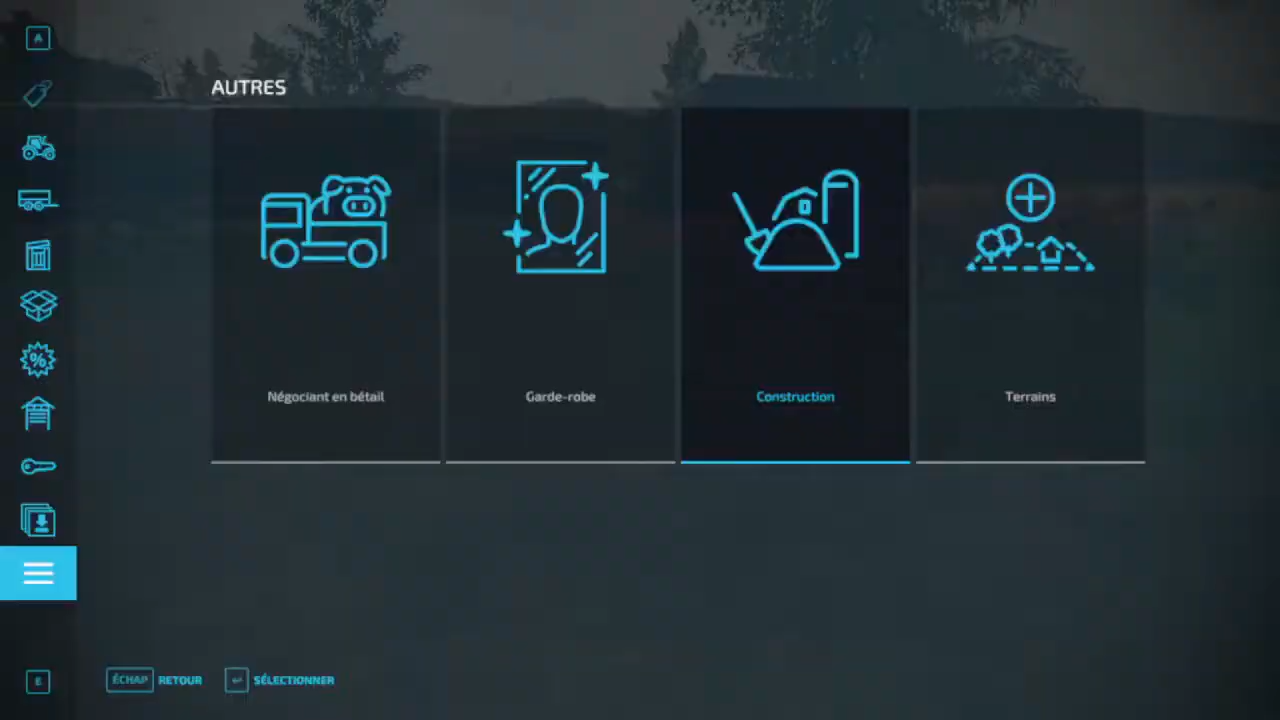 A
AUTRES
%
Négociant en bétail
Garde-robe
Construction
Terrains
E
ÉCHAP RETOUR
SÉLECTIONNER